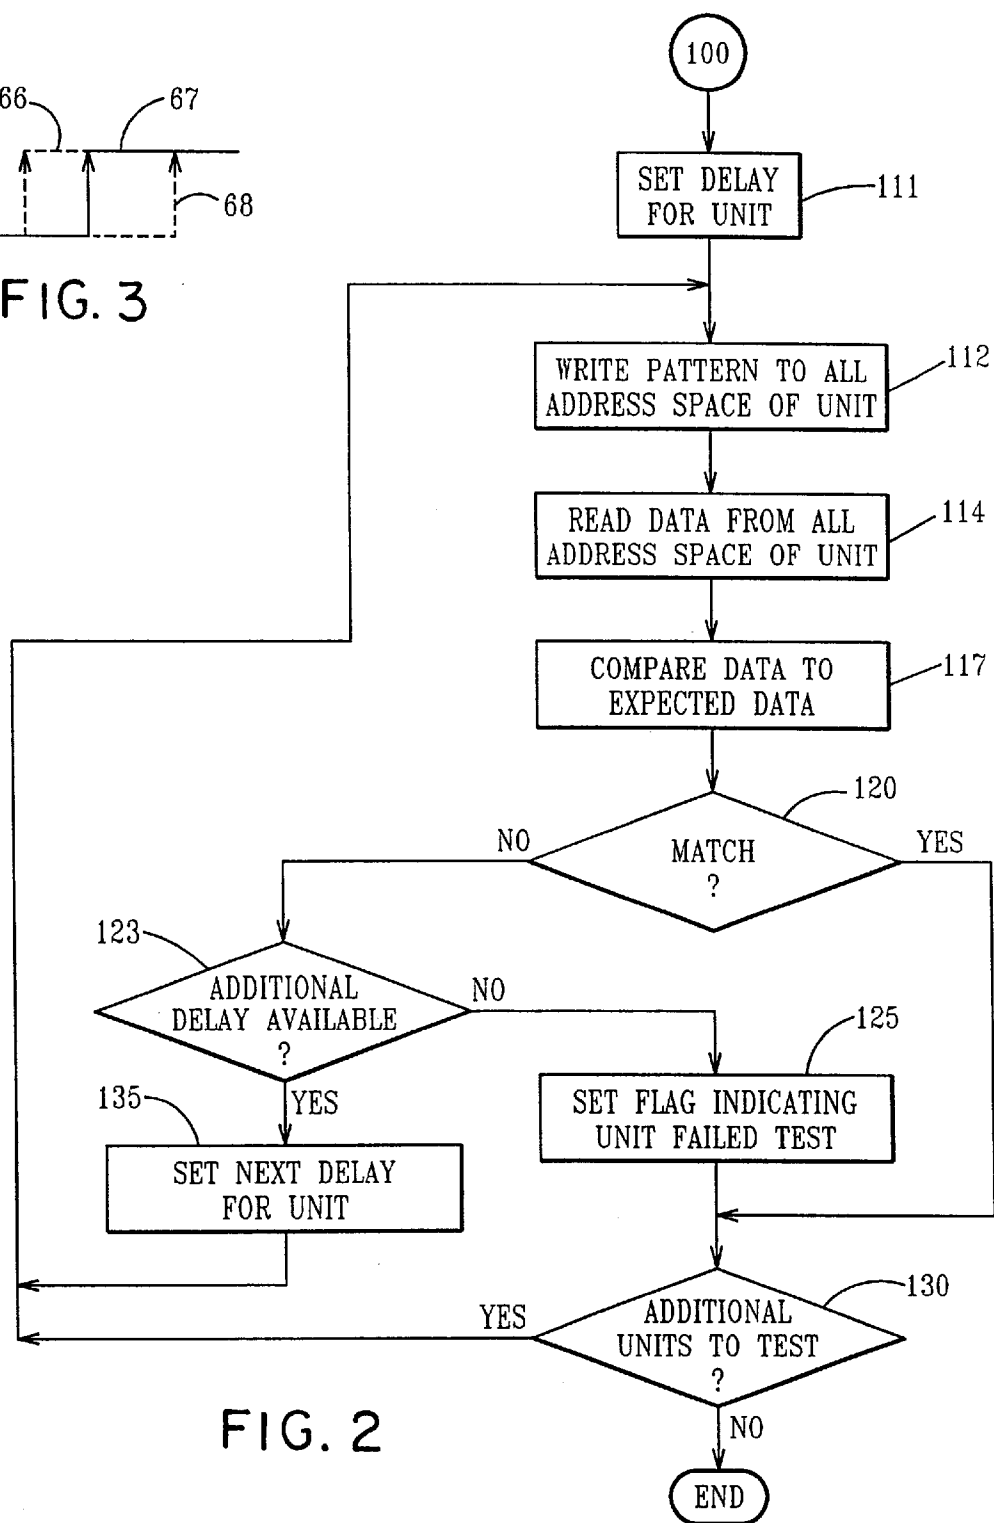 100
66
67
68
FIG. 3
SET DELAY
FOR UNIT
111
WRITE PATTERN TO ALL
ADDRESS SPACE OF UNIT
112
READ DATA FROM ALL
ADDRESS SPACE OF UNIT
114
COMPARE DATA TO
EXPECTED DATA
117
120
NO
MATCH
?
YES
123
ADDITIONAL
DELAY AVAILABLE
?
NO
125
YES
135
SET FLAG INDICATING
UNIT FAILED TEST
SET NEXT DELAY
FOR UNIT
130
YES
ADDITIONAL
UNITS TO TEST
?
NO
FIG. 2
END